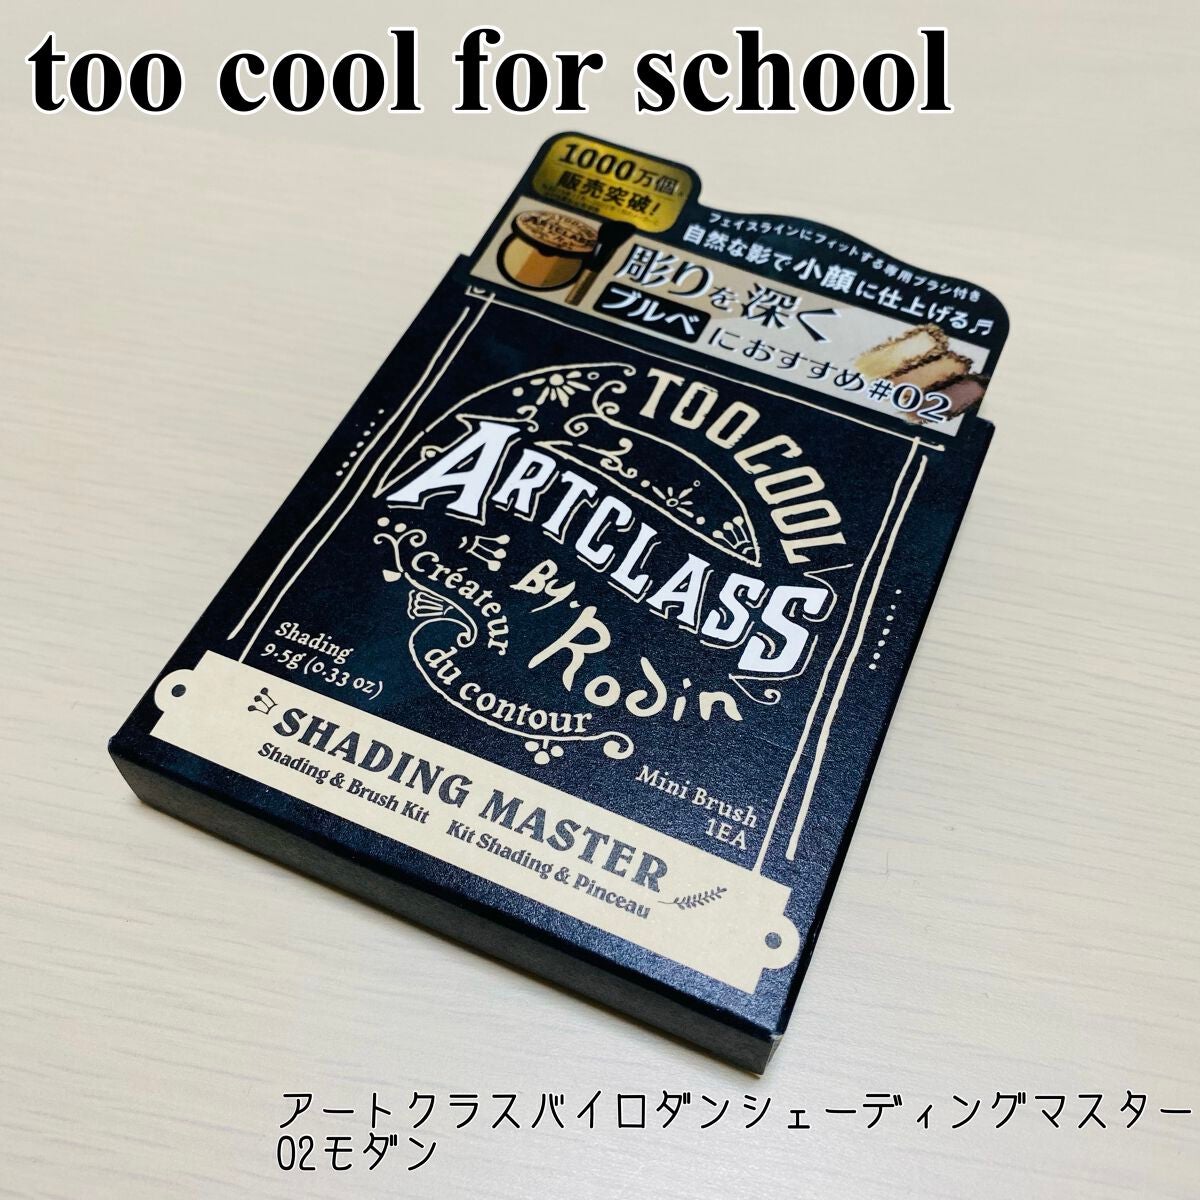 too cool for school
1000万個
販売突破!
ARTCLASS
フェイスラインにフィットする専用ブラシ付き
自然な影で小顔に仕上げる♬
彫りを深く
ブルベにおすすめ#02
TOO COOL
ARTCLASS
By. Rodin
Créateur
du contour
Shading
9.5g (0.33 oz)
Mini Brush
1EA
SHADING MASTER
Shading & Brush Kit Kit Shading & Pinceau
アートクラスバイロダンシェーディングマスター
02モダン